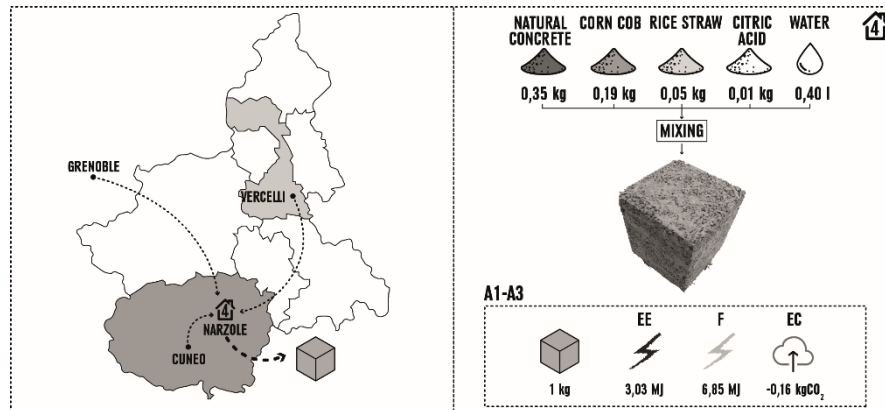 GRENOBLE
VERCELLI
4
NARZOLE
CUNEO
NATURAL CONCRETE
CORN COB
RICE STRAW
CITRIC ACID
WATER
4
0,35 kg
0,19 kg
0,05 kg
0,01 kg
0,40 l
MIXING
A1-A3
EE
F
EC
1 kg
3,03 MJ
6,85 MJ
-0,16 kgCO₂